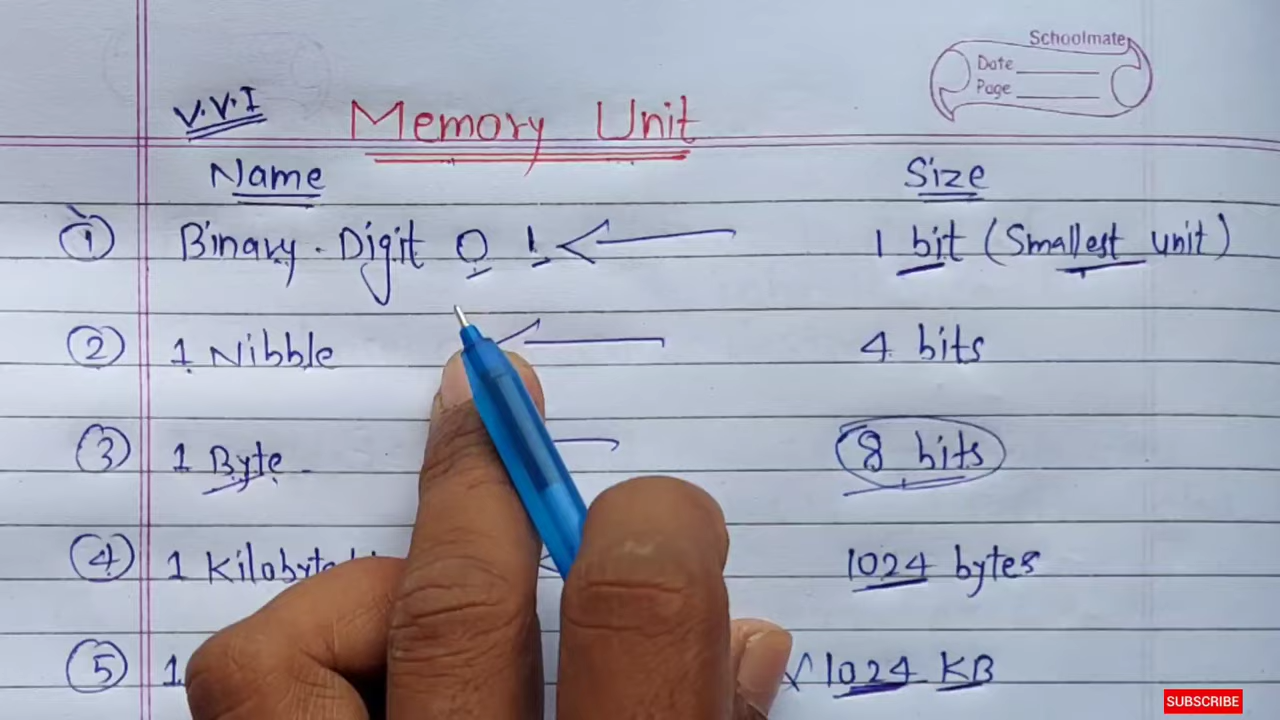 Schoolmate
Date
Page
V.V.I Memory Unit
Name Size
1 Binary. Digit 0 1 1 bit (Smallest unit)
2 1 Nibble 4 bits
3 1 Byte 8 bits
4 1 1024 bytes
5 1 1024 KB
SUBSCRIBE